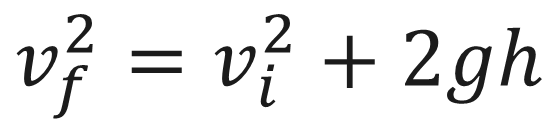 $v_f^2 = v_i^2 + 2gh$